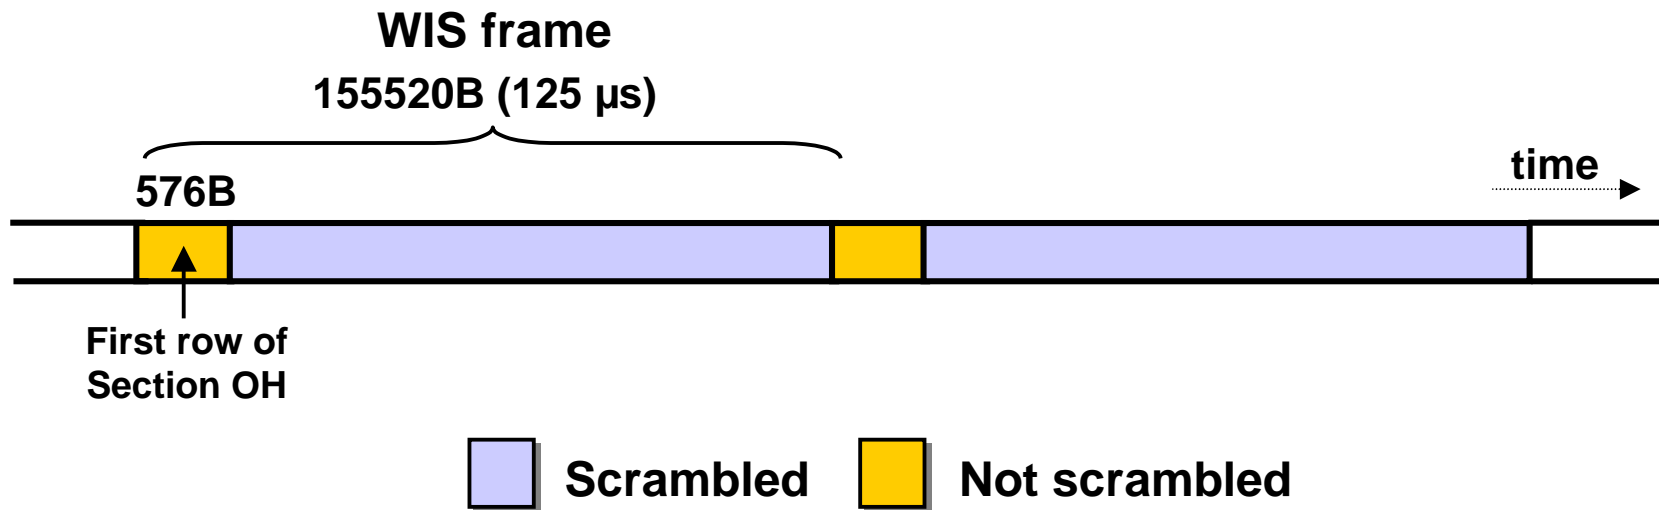 WIS frame
155520B (125 µs)
time
576B
First row of
Section OH
Scrambled
Not scrambled